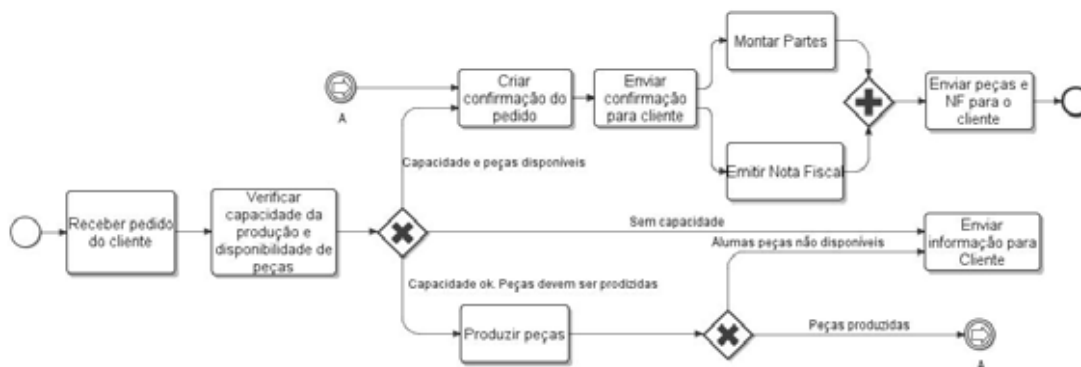 Montar Partes
Criar
confirmação do
pedido
Enviar
confirmação
para cliente
Enviar peças e
NF para o
cliente
A
Capacidade e peças disponíveis
Emitir Nota Fiscal
Receber pedido
do cliente
Verificar
capacidade da
produção e
disponibilidade de
peças
Sem capacidade
Alumas peças não disponíveis
Enviar
informação para
Cliente
Capacidade ok. Peças devem ser prodizidas
Produzir peças
Peças produzidas
A